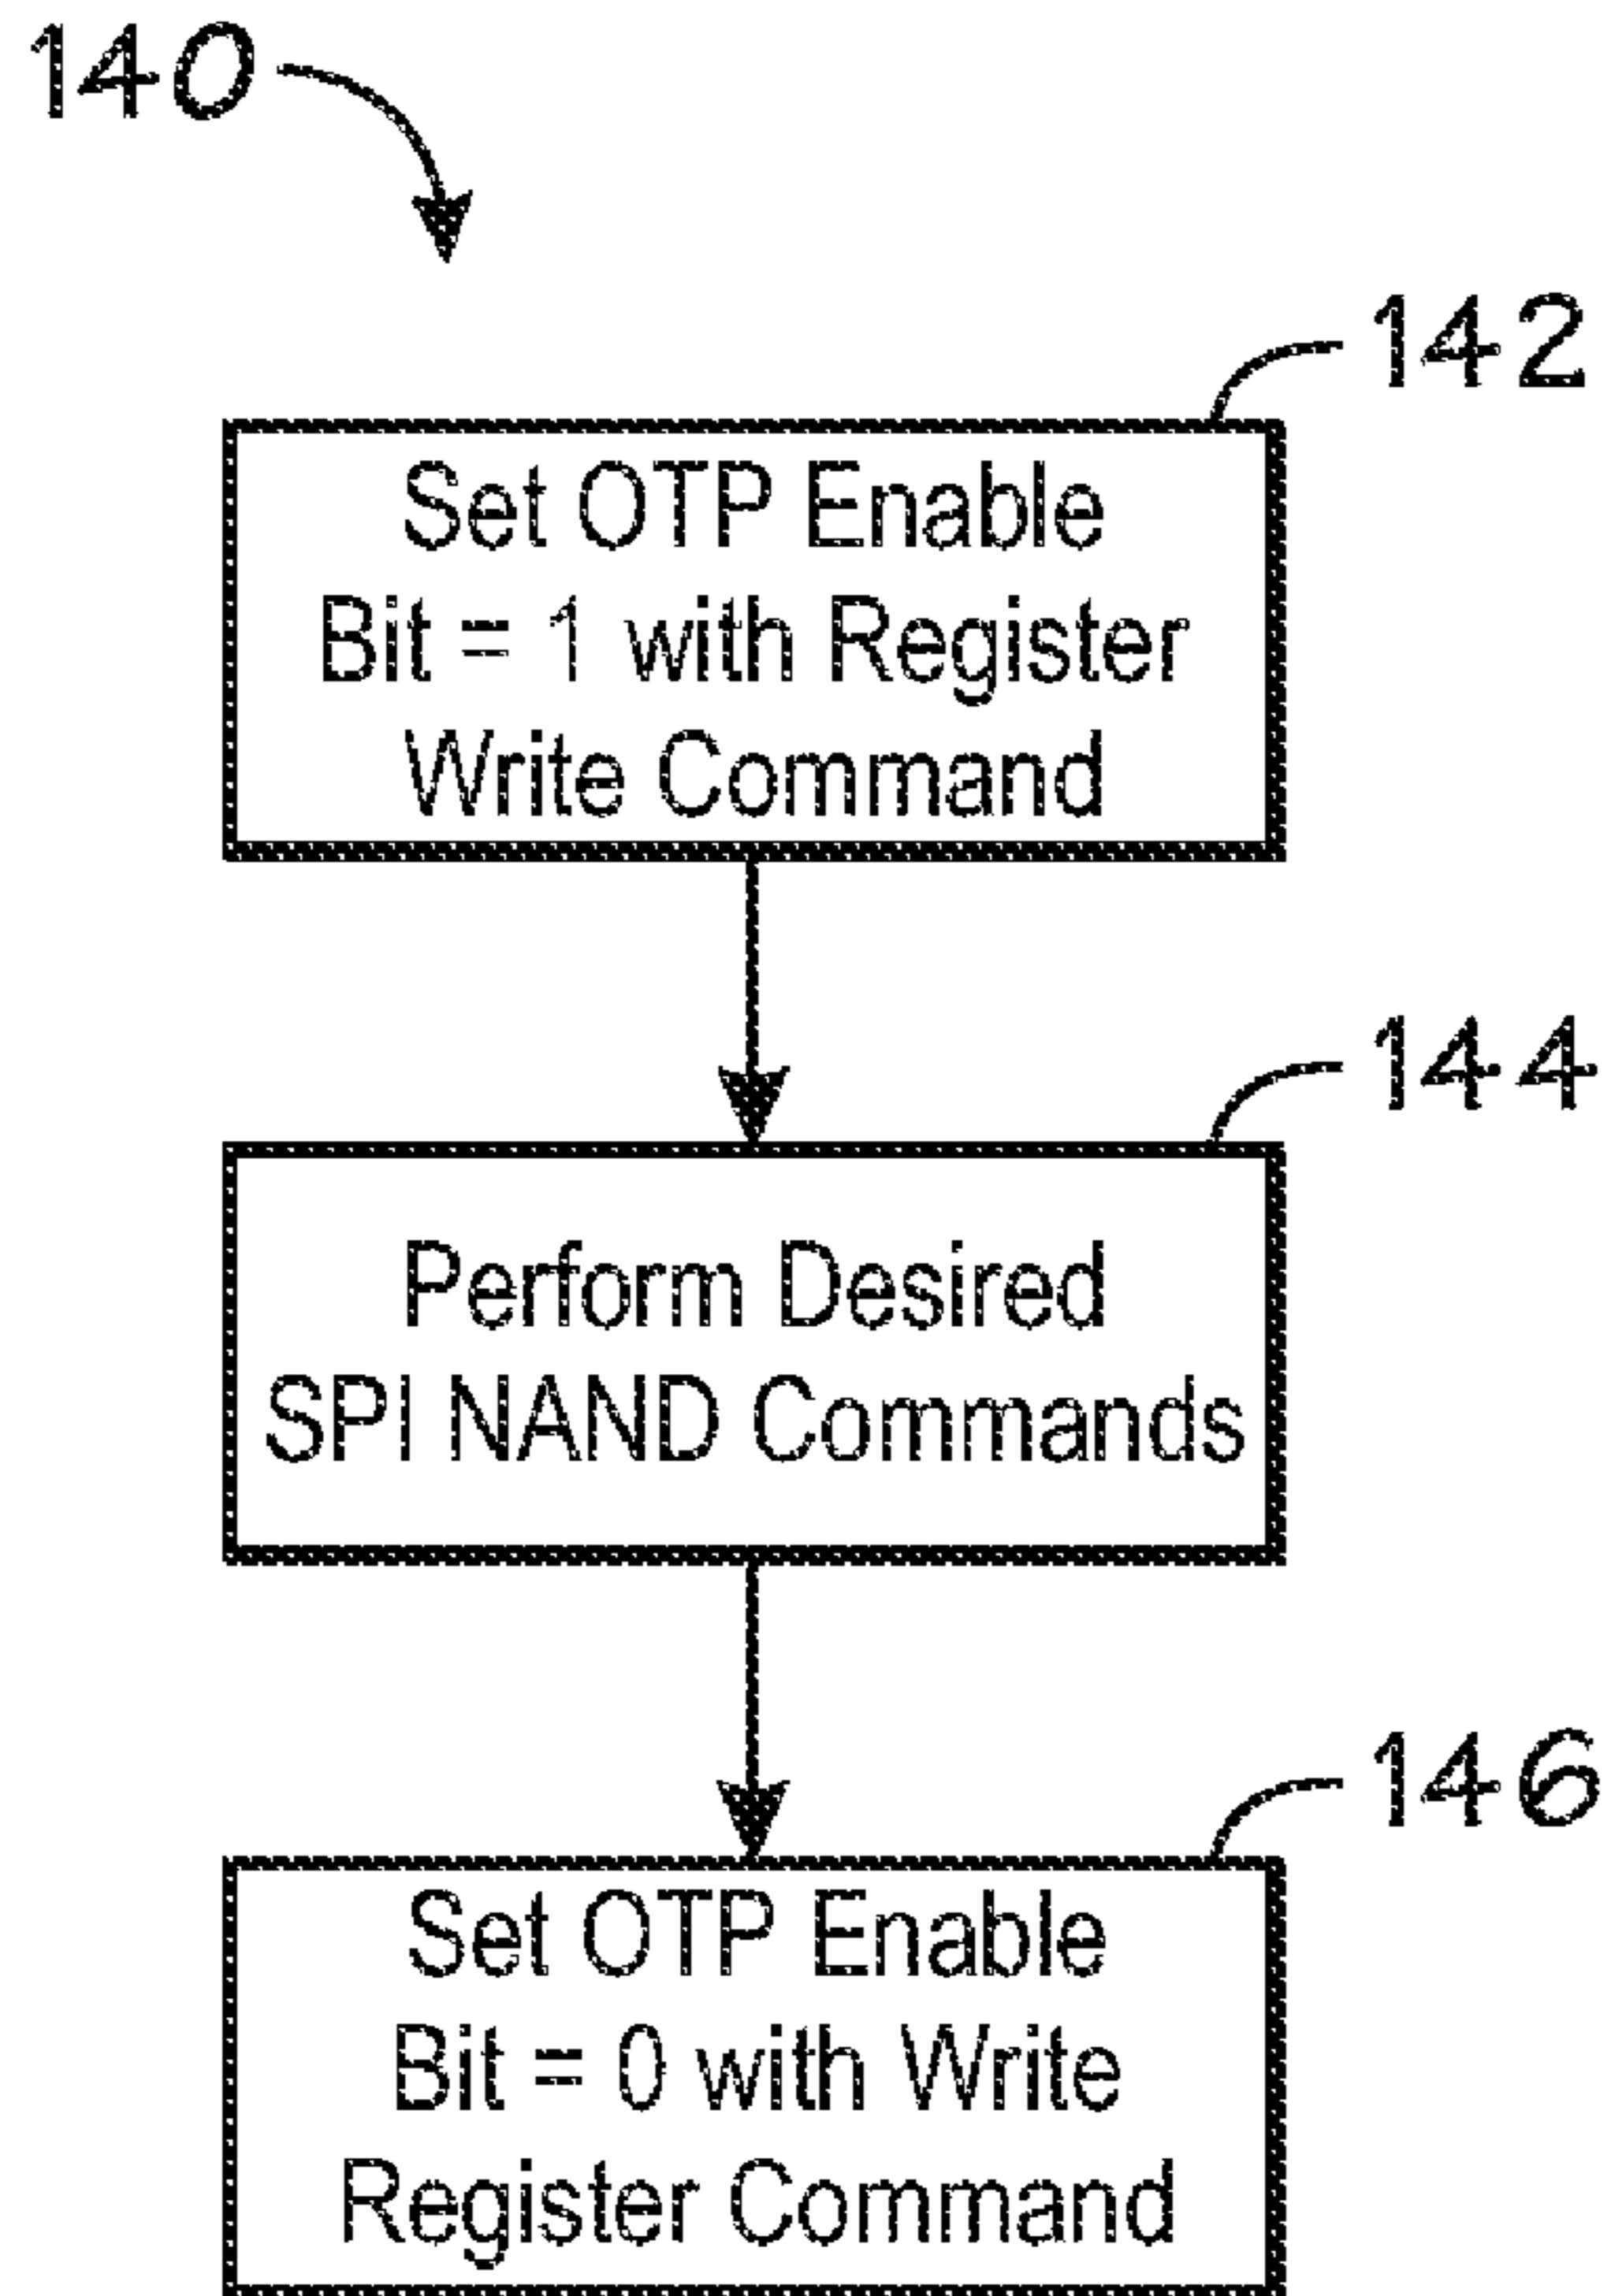 140
142
Set OTP Enable
Bit = 1 with Register
Write Command
144
Perform Desired
SPI NAND Commands
146
Set OTP Enable
Bit = 0 with Write
Register Command